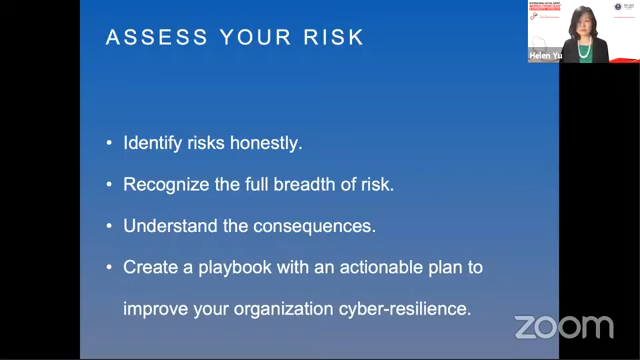 ASSESS YOUR RISK
Helen Yu
• Identify risks honestly.
• Recognize the full breadth of risk.
• Understand the consequences.
• Create a playbook with an actionable plan to
improve your organization cyber-resilience.
zoom